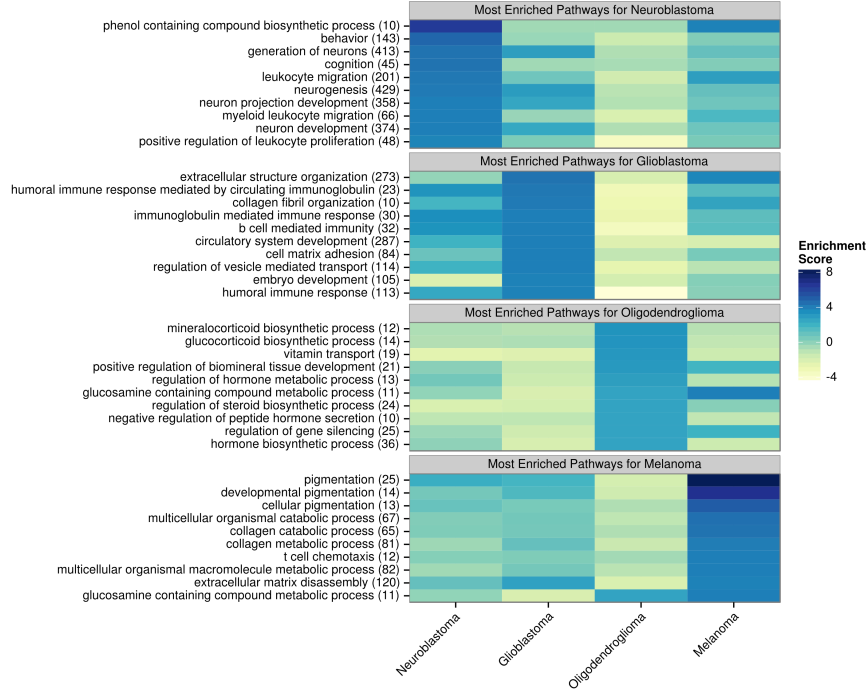 Most Enriched Pathways for Neuroblastoma
phenol containing compound biosynthetic process (10)
behavior (143)
generation of neurons (413)
cognition (45)
leukocyte migration (201)
neurogenesis (429)
neuron projection development (358)
myeloid leukocyte migration (66)
neuron development (374)
positive regulation of leukocyte proliferation (48)
Most Enriched Pathways for Glioblastoma
extracellular structure organization (273)
humoral immune response mediated by circulating immunoglobulin (23)
collagen fibril organization (10)
immunoglobulin mediated immune response (30)
b cell mediated immunity (32)
circulatory system development (287)
cell matrix adhesion (84)
regulation of vesicle mediated transport (114)
embryo development (105)
humoral immune response (113)
Most Enriched Pathways for Oligodendroglioma
mineralocorticoid biosynthetic process (12)
glucocorticoid biosynthetic process (14)
vitamin transport (19)
positive regulation of biomineral tissue development (21)
regulation of hormone metabolic process (13)
glucosamine containing compound metabolic process (11)
regulation of steroid biosynthetic process (24)
negative regulation of peptide hormone secretion (10)
regulation of gene silencing (25)
hormone biosynthetic process (36)
Most Enriched Pathways for Melanoma
pigmentation (25)
developmental pigmentation (14)
cellular pigmentation (13)
multicellular organismal catabolic process (67)
collagen catabolic process (65)
collagen metabolic process (81)
t cell chemotaxis (12)
multicellular organismal macromolecule metabolic process (82)
extracellular matrix disassembly (120)
glucosamine containing compound metabolic process (11)
Neuroblastoma
Glioblastoma
Oligodendroglioma
Melanoma
Enrichment
Score
8
4
0
-4